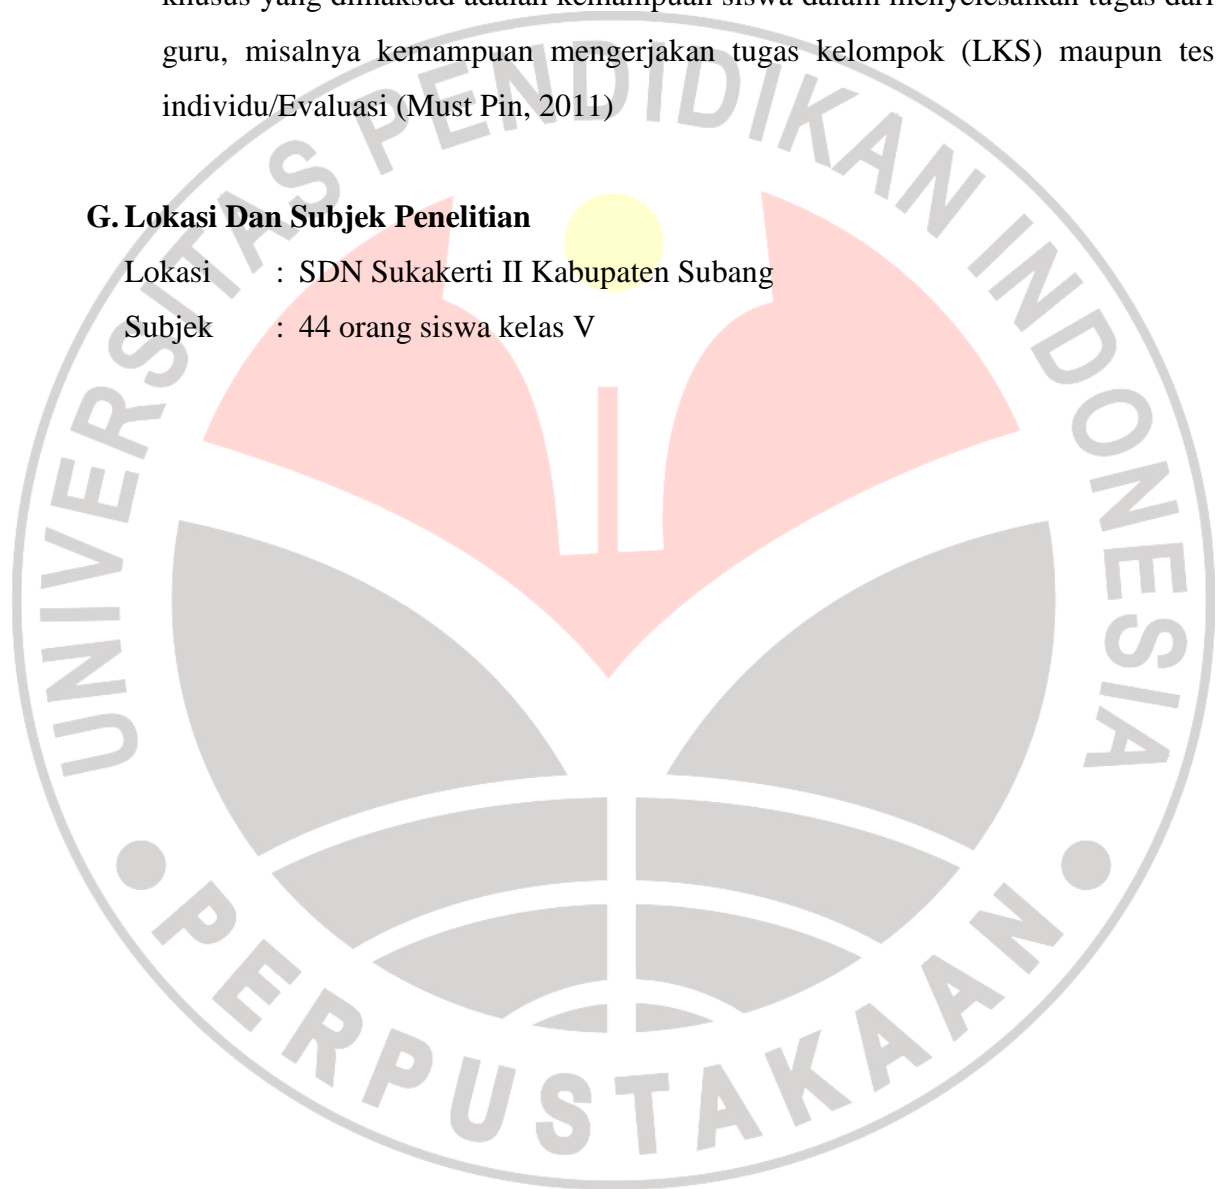 khusus yang dimaksud adalah kemampuan siswa dalam menyelesaikan tugas dari
guru, misalnya kemampuan mengerjakan tugas kelompok (LKS) maupun tes
individu/Evaluasi (Must Pin, 2011)
G. Lokasi Dan Subjek Penelitian
Lokasi : SDN Sukakerti II Kabupaten Subang
Subjek : 44 orang siswa kelas V
UNIVERSITAS PENDIDIKAN INDONESIA
PERPUSTAKAAN